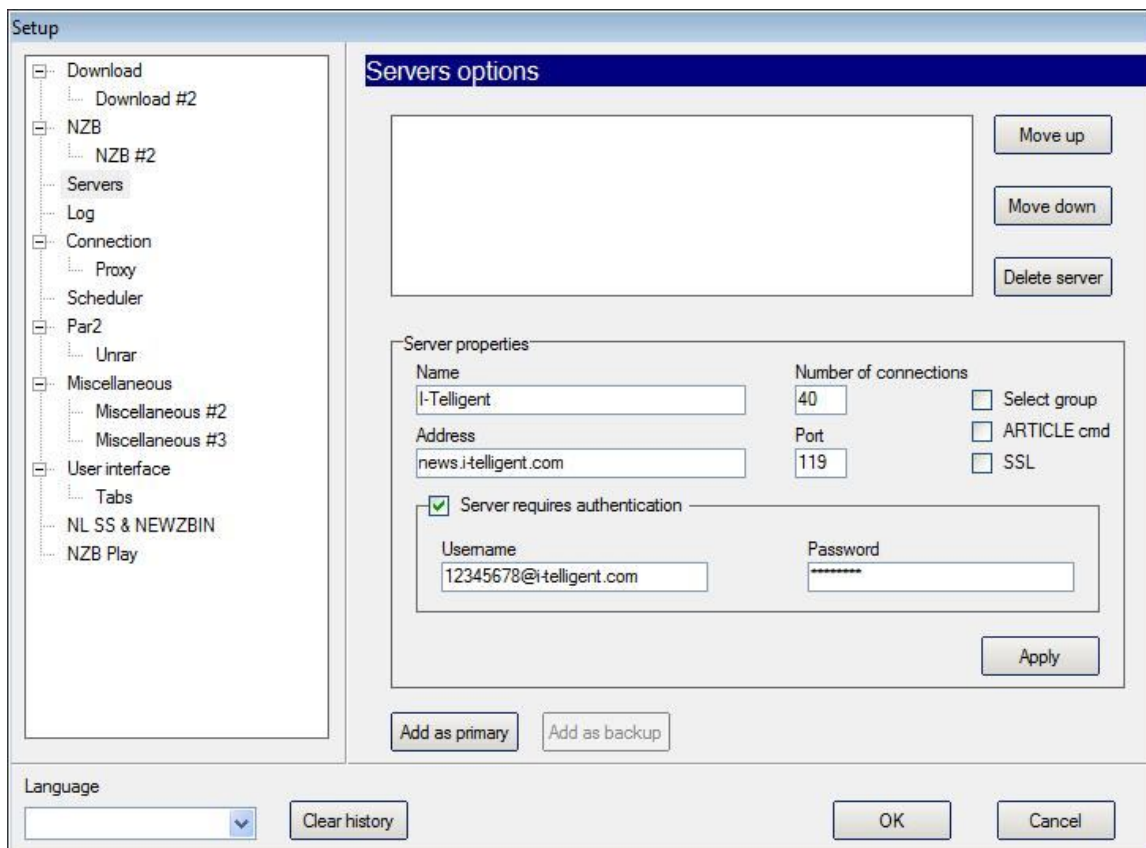 Setup
Download
Download #2
NZB
NZB #2
Servers
Log
Connection
Proxy
Scheduler
Par2
Unrar
Miscellaneous
Miscellaneous #2
Miscellaneous #3
User interface
Tabs
NL SS & NEWZBIN
NZB Play
Servers options
Move up
Move down
Delete server
Server properties
Name
Number of connections
I-Telligent
40
Select group
Address
Port
ARTICLE cmd
news.i-telligent.com
119
SSL
Server requires authentication
Username
Password
12345678@i-telligent.com
********
Apply
Add as primary
Add as backup
Language
Clear history
OK
Cancel